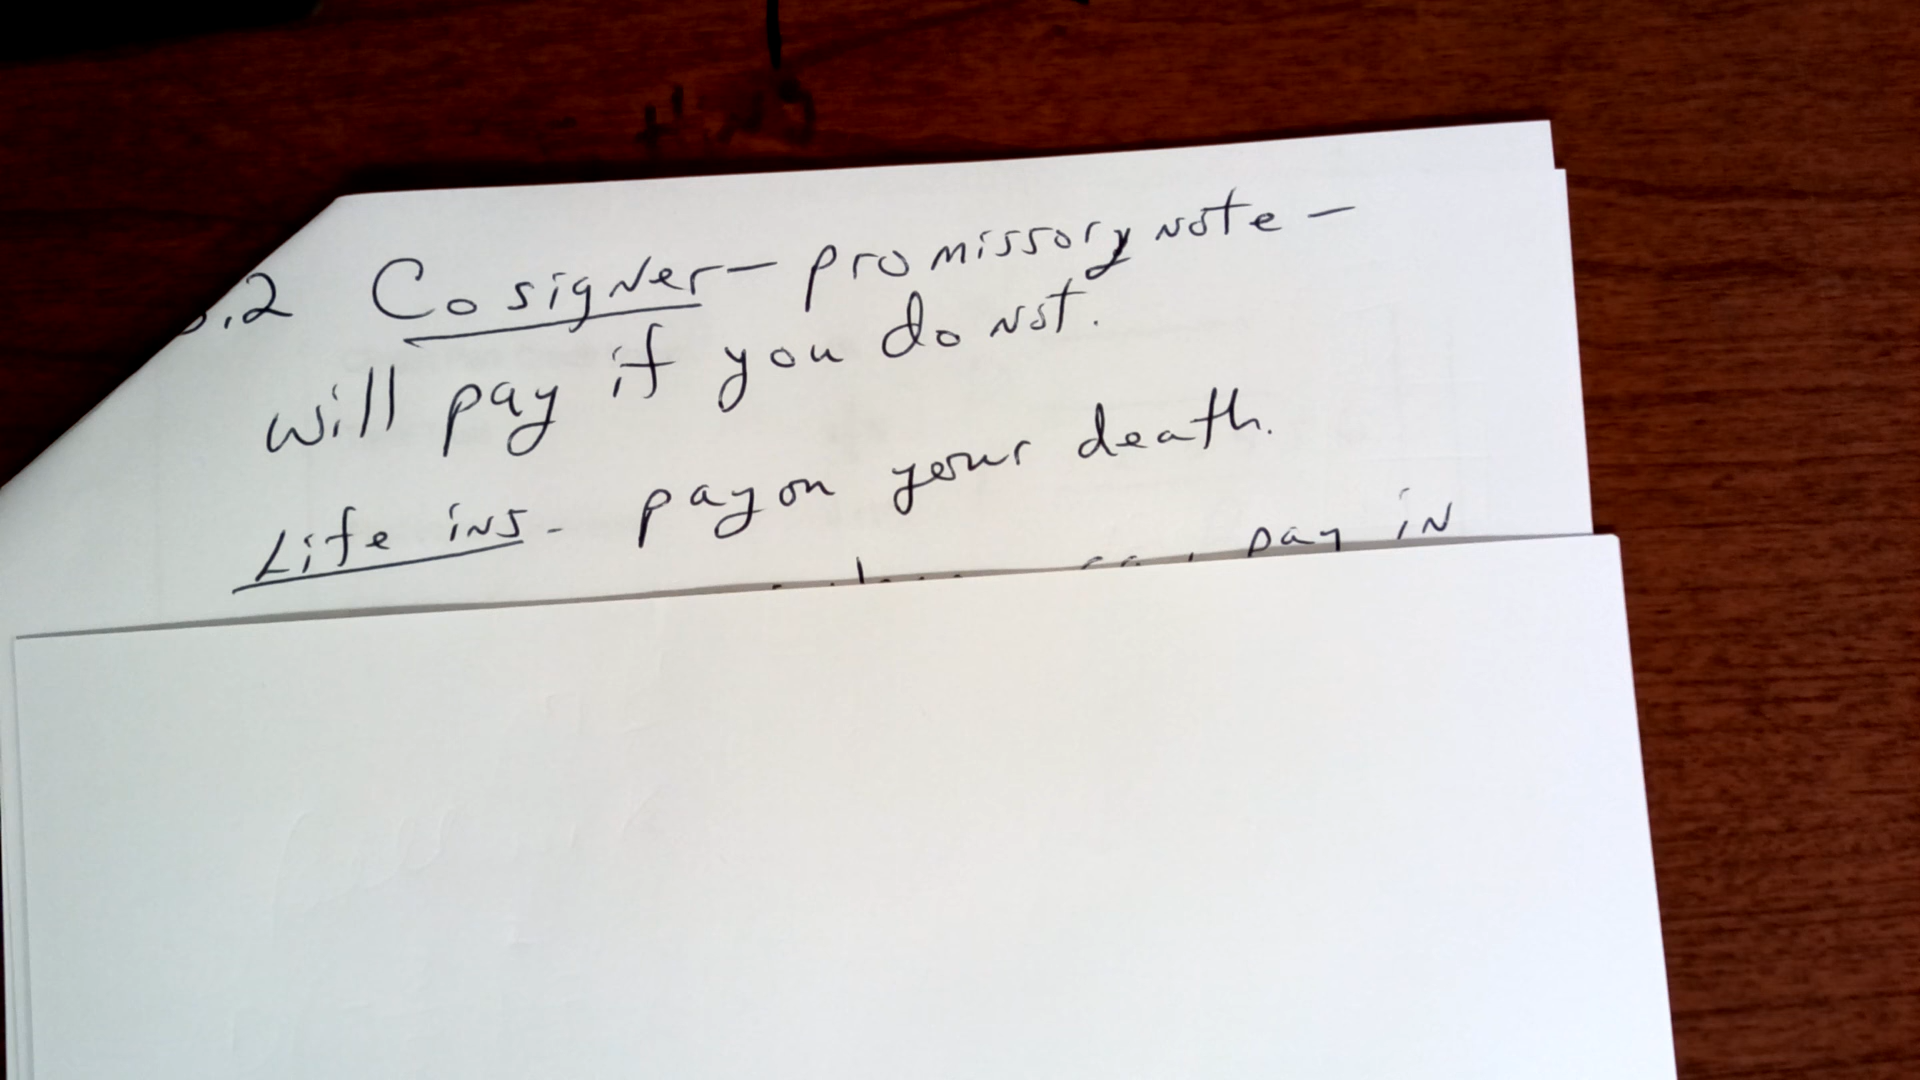 .2 Cosigner - promissory note -
will pay if you do not.
Life ins - pay on your death.
pay in